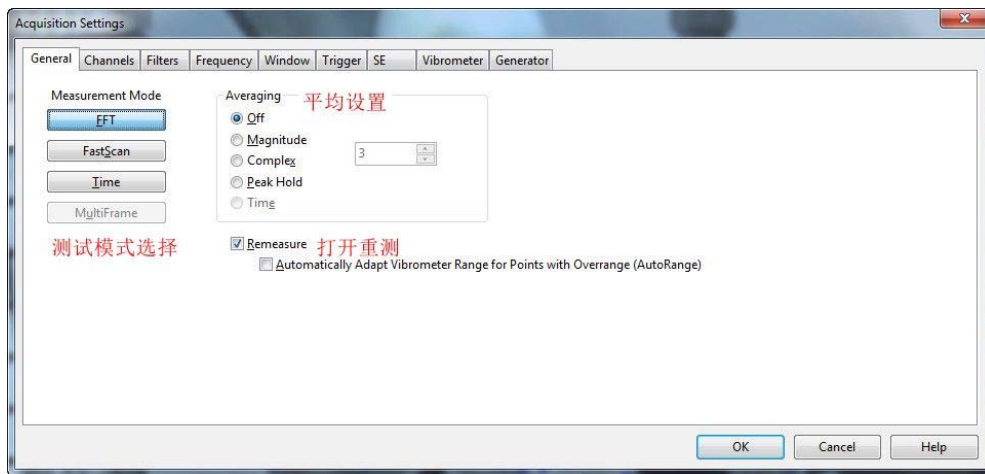 Acquisition Settings
General Channels Filters Frequency Window Trigger SE Vibrometer Generator
Measurement Mode
FFT
FastScan
Time
MultiFrame
测试模式选择
Averaging 平均设置
Off
Magnitude
Complex
3
Peak Hold
Time
Remeasure 打开重测
Automatically Adapt Vibrometer Range for Points with Overrange (AutoRange)
OK Cancel Help